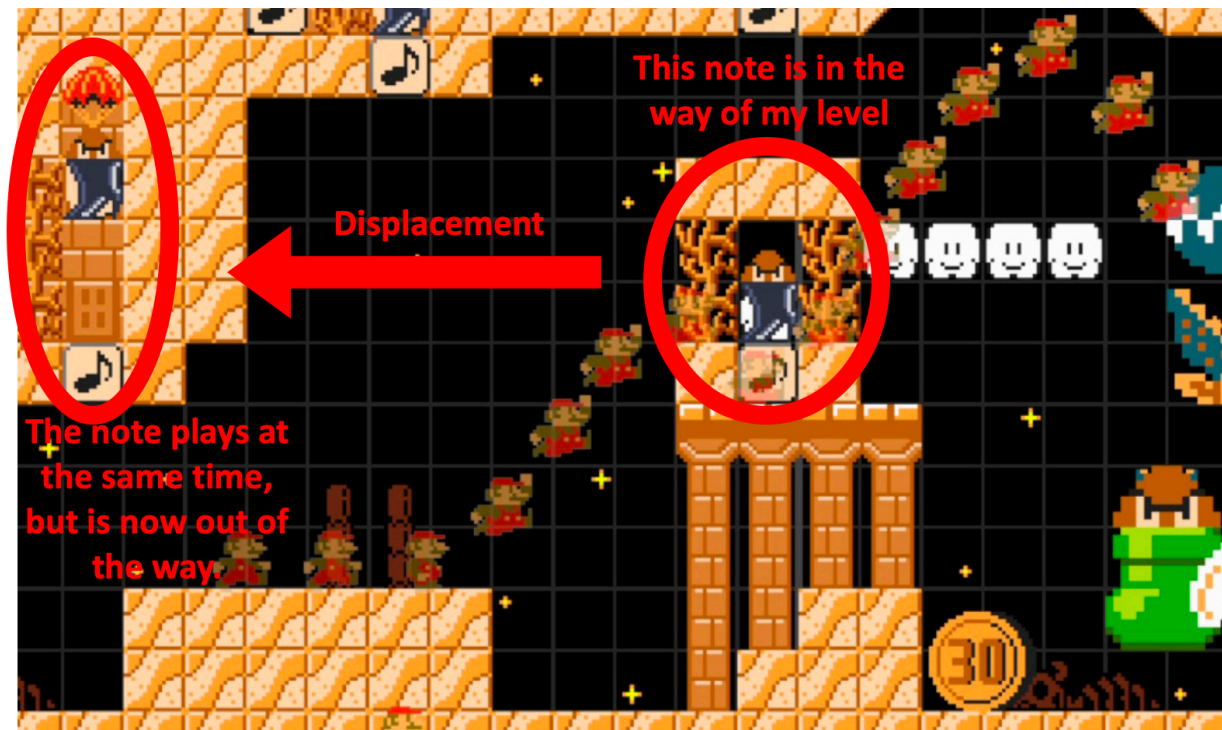 This note is in the
way of my level
Displacement
The note plays at
the same time,
but is now out of
the way.
30